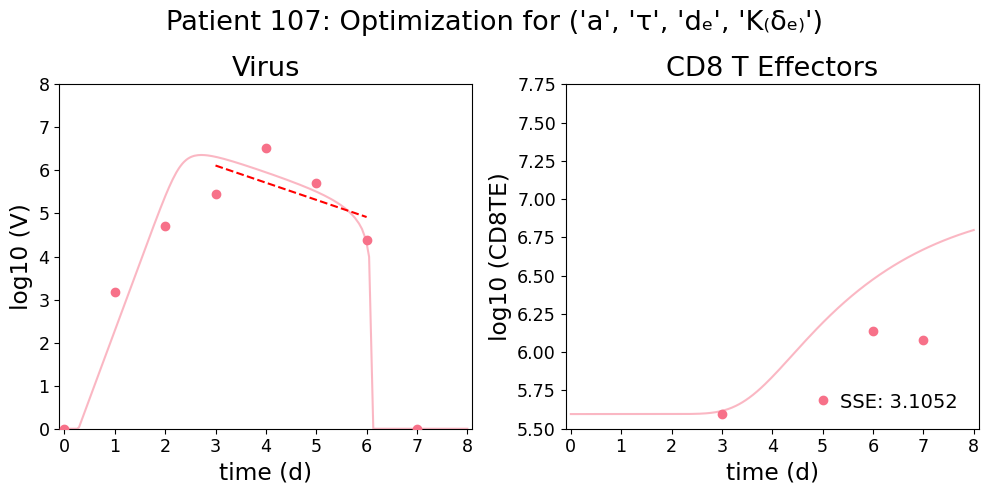 Patient 107: Optimization for ('a', 'τ', 'dₑ', 'K₍δₑ₎')
Virus
CD8 T Effectors
8
7
6
5
4
3
2
1
0
log10 (V)
0 1 2 3 4 5 6 7 8
time (d)
7.75
7.50
7.25
7.00
6.75
6.50
6.25
6.00
5.75
5.50
log10 (CD8TE)
SSE: 3.1052
0 1 2 3 4 5 6 7 8
time (d)